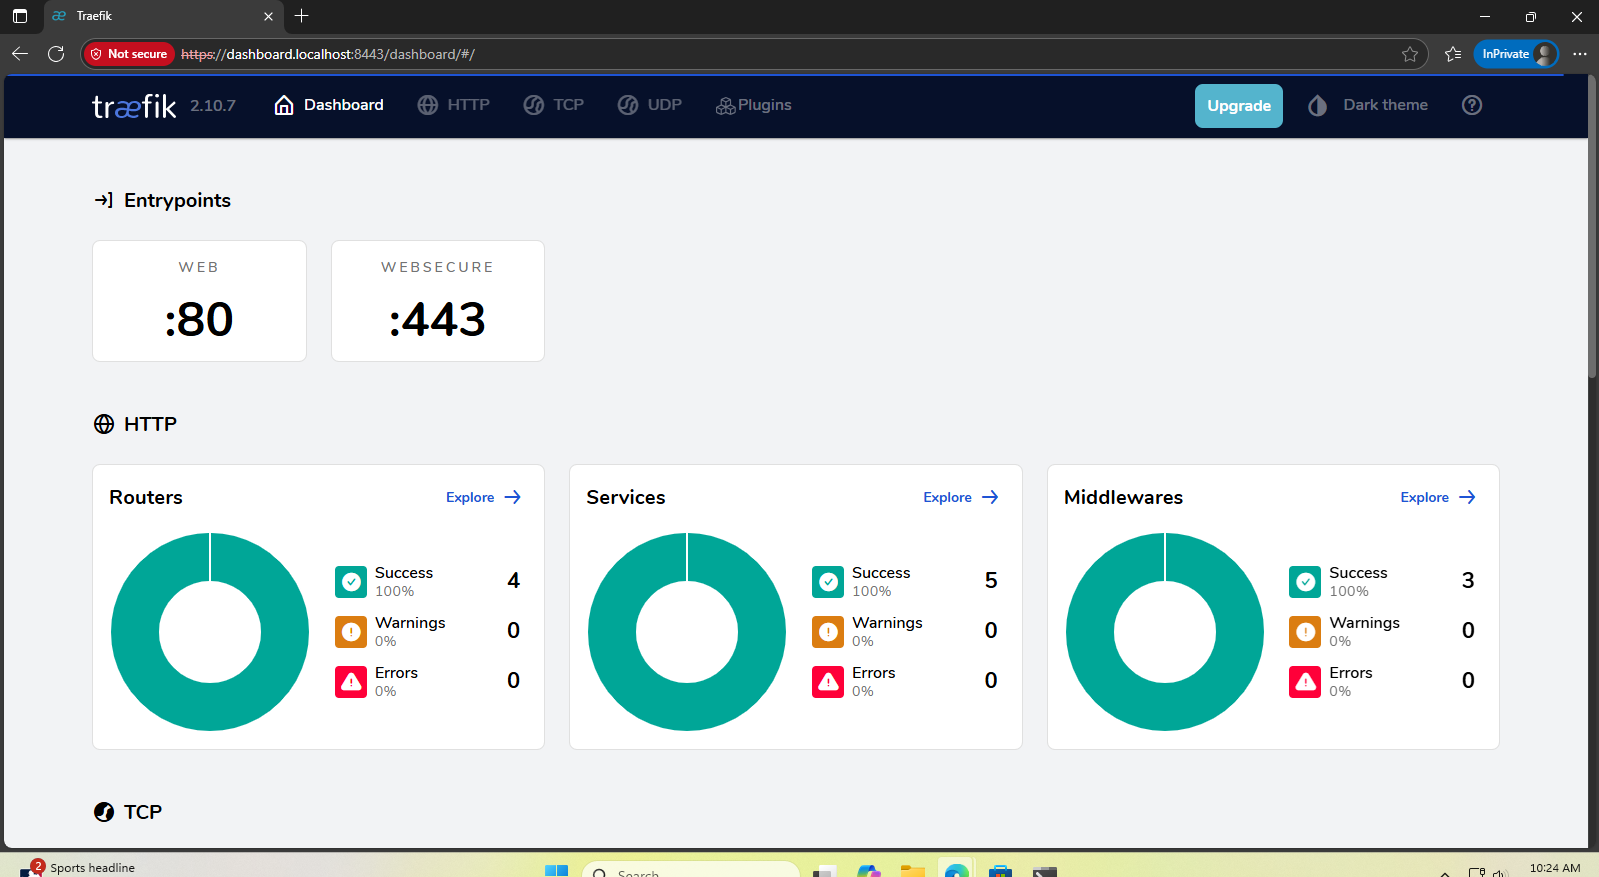 Traefik
Not secure https://dashboard.localhost:8443/dashboard/#/ InPrivate
træfik 2.10.7 Dashboard HTTP TCP UDP Plugins Upgrade Dark theme
Entrypoints
WEB WEBSECURE
:80 :443
HTTP
Routers Explore
Success 4
100%
Warnings 0
0%
Errors 0
0%
Services Explore
Success 5
100%
Warnings 0
0%
Errors 0
0%
Middlewares Explore
Success 3
100%
Warnings 0
0%
Errors 0
0%
TCP
2 Sports headline Search 10:24 AM